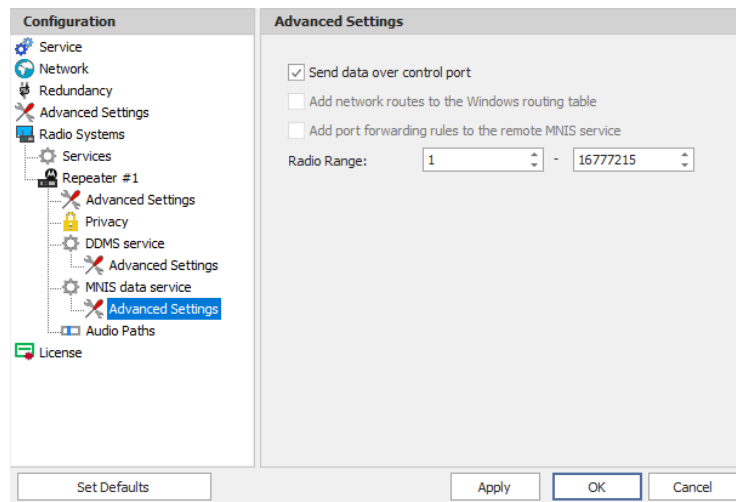 Configuration
Service
Network
Redundancy
Advanced Settings
Radio Systems
Services
Repeater #1
Advanced Settings
Privacy
DDMS service
Advanced Settings
MNIS data service
Advanced Settings
Audio Paths
License
Advanced Settings
Send data over control port
Add network routes to the Windows routing table
Add port forwarding rules to the remote MNIS service
Radio Range: 1 - 16777215
Set Defaults Apply OK Cancel